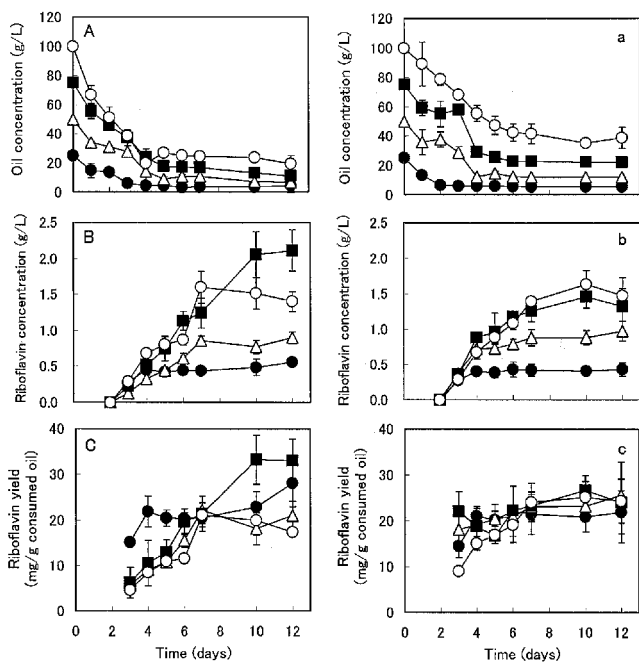 A
Oil concentration (g/L)
120
100
80
60
40
20
0
a
Oil concentration (g/L)
120
100
80
60
40
20
0
B
Riboflavin concentration (g/L)
2.5
2.0
1.5
1.0
0.5
0.0
b
Riboflavin concentration (g/L)
2.5
2.0
1.5
1.0
0.5
0.0
C
Riboflavin yield
(mg/g consumed oil)
40
30
20
10
0
0 2 4 6 8 10 12
Time (days)
c
Riboflavin yield
(mg/g consumed oil)
40
30
20
10
0
0 2 4 6 8 10 12
Time (days)